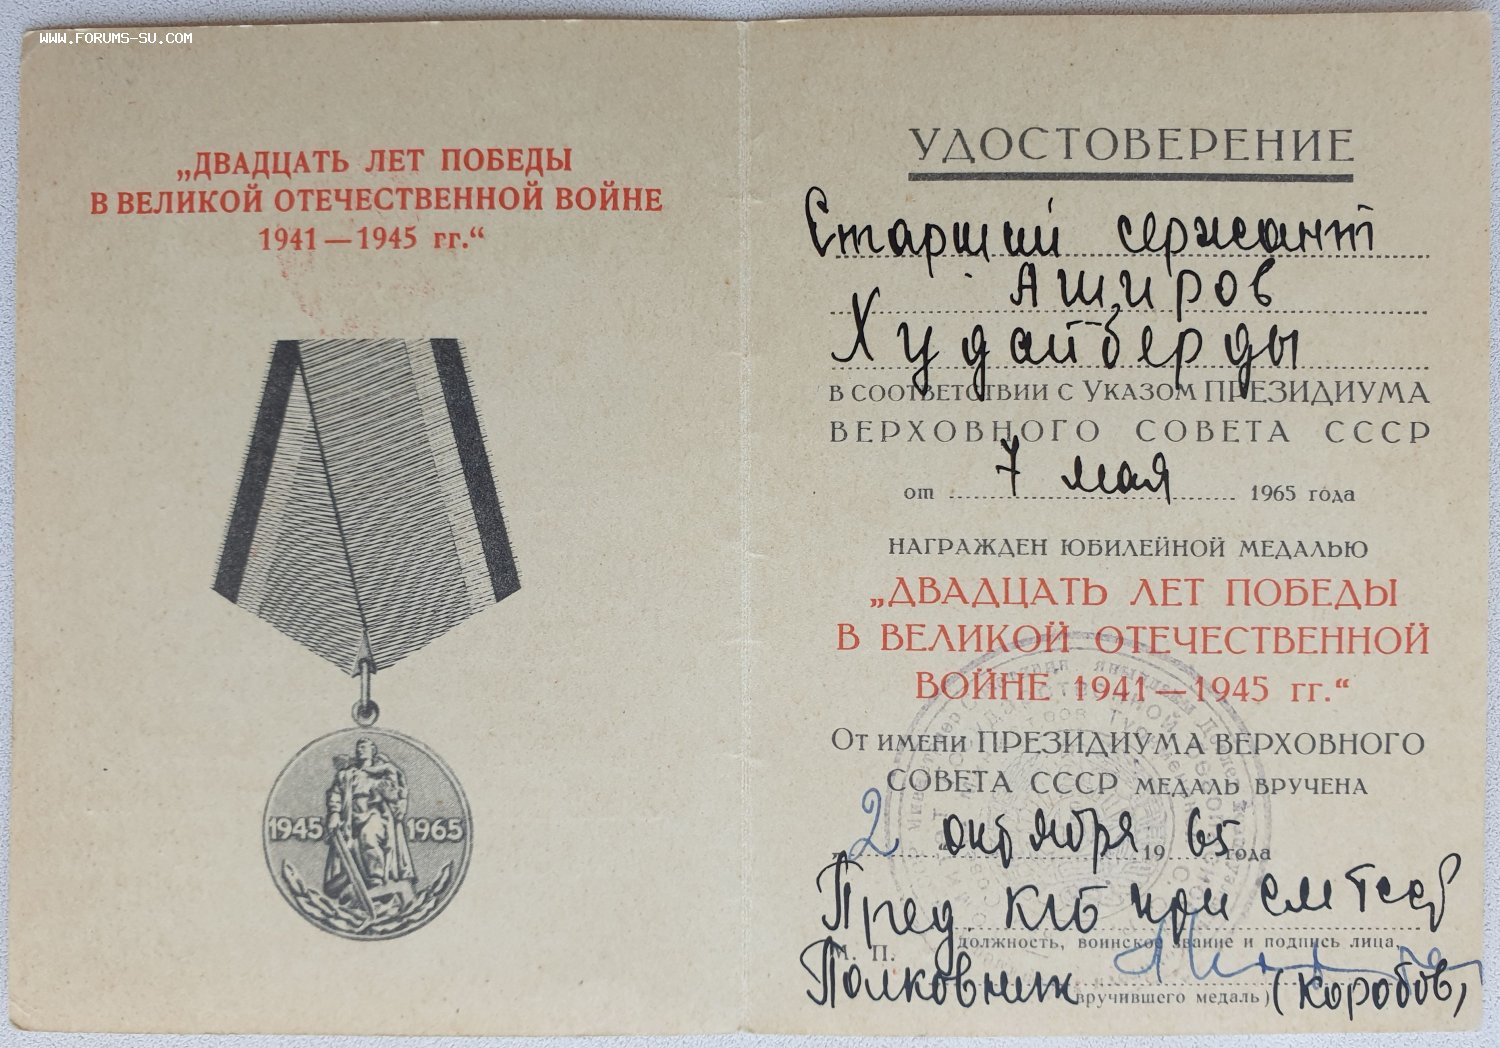 www.forums-su.com
„ДВАДЦАТЬ ЛЕТ ПОБЕДЫ
В ВЕЛИКОЙ ОТЕЧЕСТВЕННОЙ ВОЙНЕ
1941—1945 гг.“
1945 1965
УДОСТОВЕРЕНИЕ
Старший сержант
Аширов
Худайберды
в соответствии с Указом ПРЕЗИДИУМА
ВЕРХОВНОГО СОВЕТА СССР
от 7 мая 1965 года
награжден юбилейной медалью
„ДВАДЦАТЬ ЛЕТ ПОБЕДЫ
В ВЕЛИКОЙ ОТЕЧЕСТВЕННОЙ
ВОЙНЕ 1941—1945 гг.“
От имени ПРЕЗИДИУМА ВЕРХОВНОГО
СОВЕТА СССР медаль вручена
„2“ октября 1965 года
Пред. КГБ при СМ ТССР
М. П. должность, воинское звание и подпись лица,
Полковник (Коробов)
вручившего медаль)